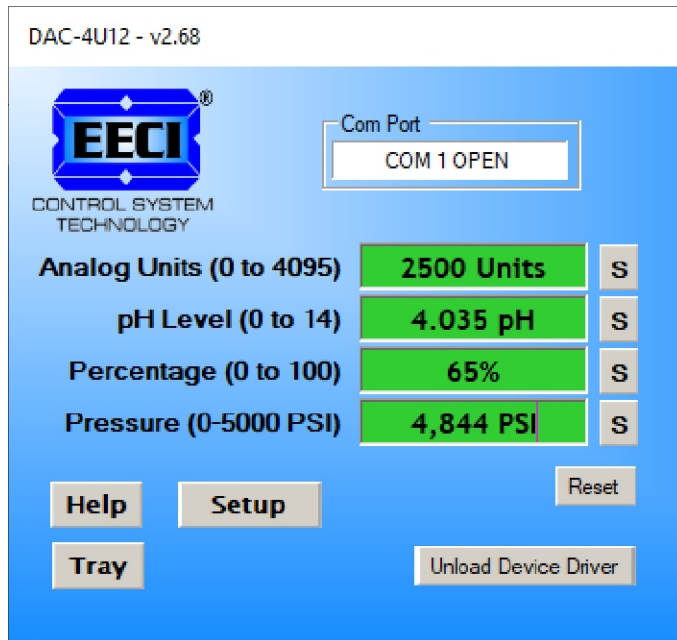 DAC-4U12 - v2.68
EECI®
CONTROL SYSTEM
TECHNOLOGY
Com Port
COM 1 OPEN
Analog Units (0 to 4095) 2500 Units S
pH Level (0 to 14) 4.035 pH S
Percentage (0 to 100) 65% S
Pressure (0-5000 PSI) 4,844 PSI S
Reset
Help Setup
Tray Unload Device Driver